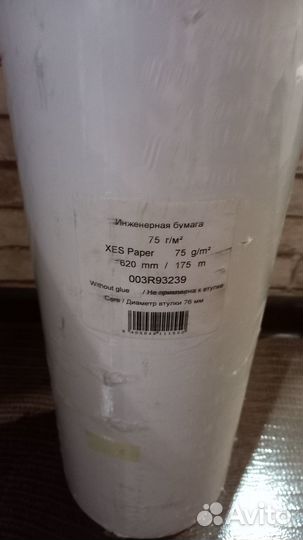 Инженерная бумага
75 г/м²
XES Paper 75 g/m²
620 mm / 175 m
003R93239
Without glue / Не приклеена к втулке
Core / Диаметр втулки 76 мм
Avito